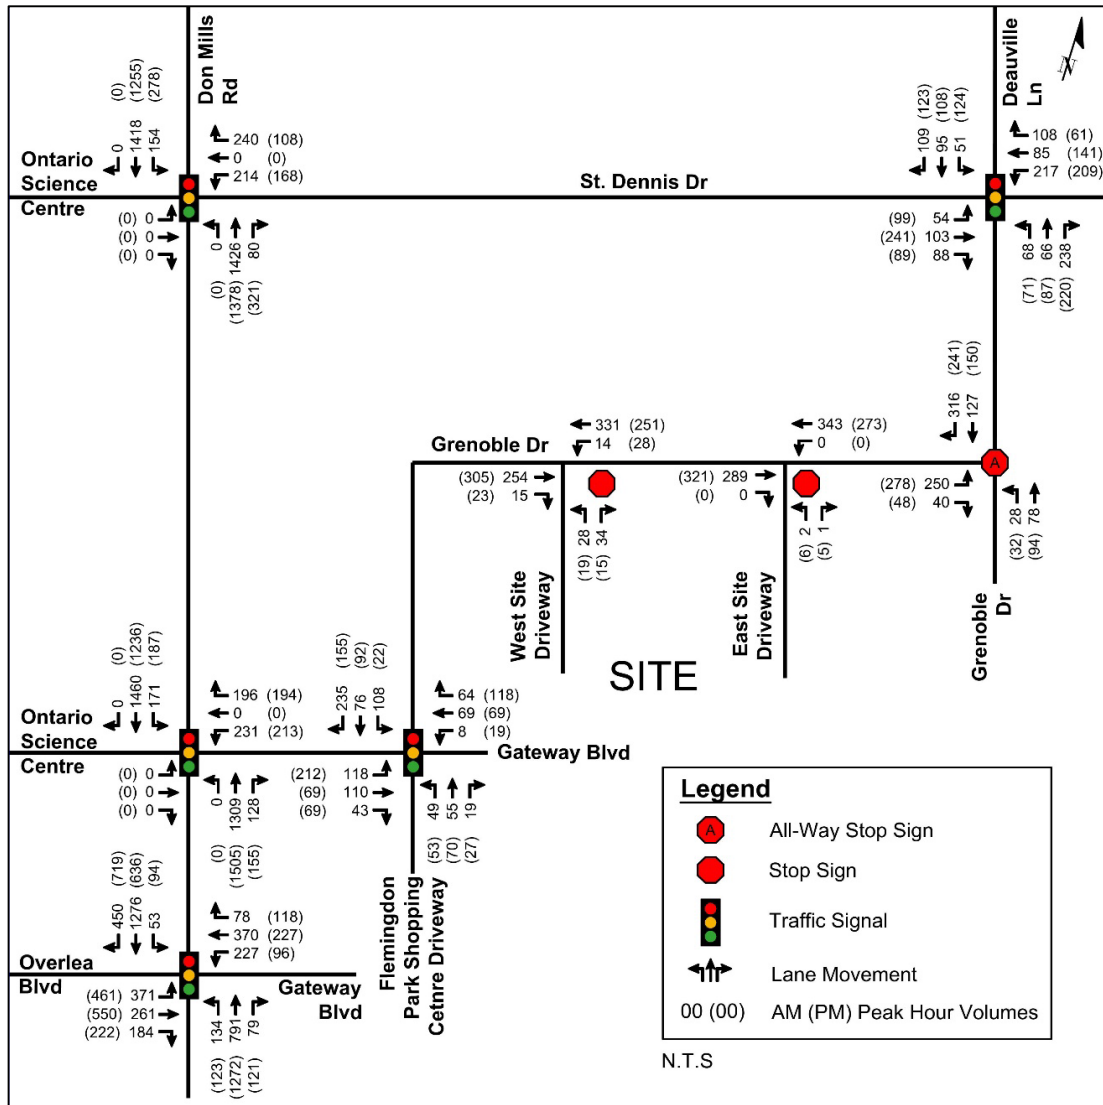 Don Mills
Rd
Deauville
Ln
N
(0)
(1255)
(278)
0
1418
154
240 (108)
0 (0)
214 (168)
Ontario
Science
Centre
(0) 0
(0) 0
(0) 0
0
1426
80
(0)
(1378)
(321)
St. Dennis Dr
109 (123)
95 (108)
51 (124)
108 (61)
85 (141)
217 (209)
(99) 54
(241) 103
(89) 88
68
66
238
(71)
(87)
(220)
(241)
(150)
316
127
Grenoble Dr
331 (251)
14 (28)
343 (273)
0 (0)
A
(305) 254
(23) 15
(321) 289
(0) 0
(278) 250
(48) 40
(19) 28
(15) 34
(6) 2
(5) 1
(32) 28
(94) 78
West Site
Driveway
East Site
Driveway
Grenoble
Dr
SITE
(0)
(1236)
(187)
0
1460
171
196 (194)
0 (0)
231 (213)
(155)
(92)
(22)
235
76
108
64 (118)
69 (69)
8 (19)
Ontario
Science
Centre
Gateway Blvd
(0) 0
(0) 0
(0) 0
0
1309
128
(0)
(1505)
(155)
(212) 118
(69) 110
(69) 43
49
55
19
(53)
(70)
(27)
Flemingdon
Park Shopping
Cetnre Driveway
(719)
(636)
(94)
450
1276
53
78 (118)
370 (227)
227 (96)
Overlea
Blvd
Gateway
Blvd
(461) 371
(550) 261
(222) 184
134
791
79
(123)
(1272)
(121)
Legend
A All-Way Stop Sign
Stop Sign
Traffic Signal
Lane Movement
00 (00) AM (PM) Peak Hour Volumes
N.T.S